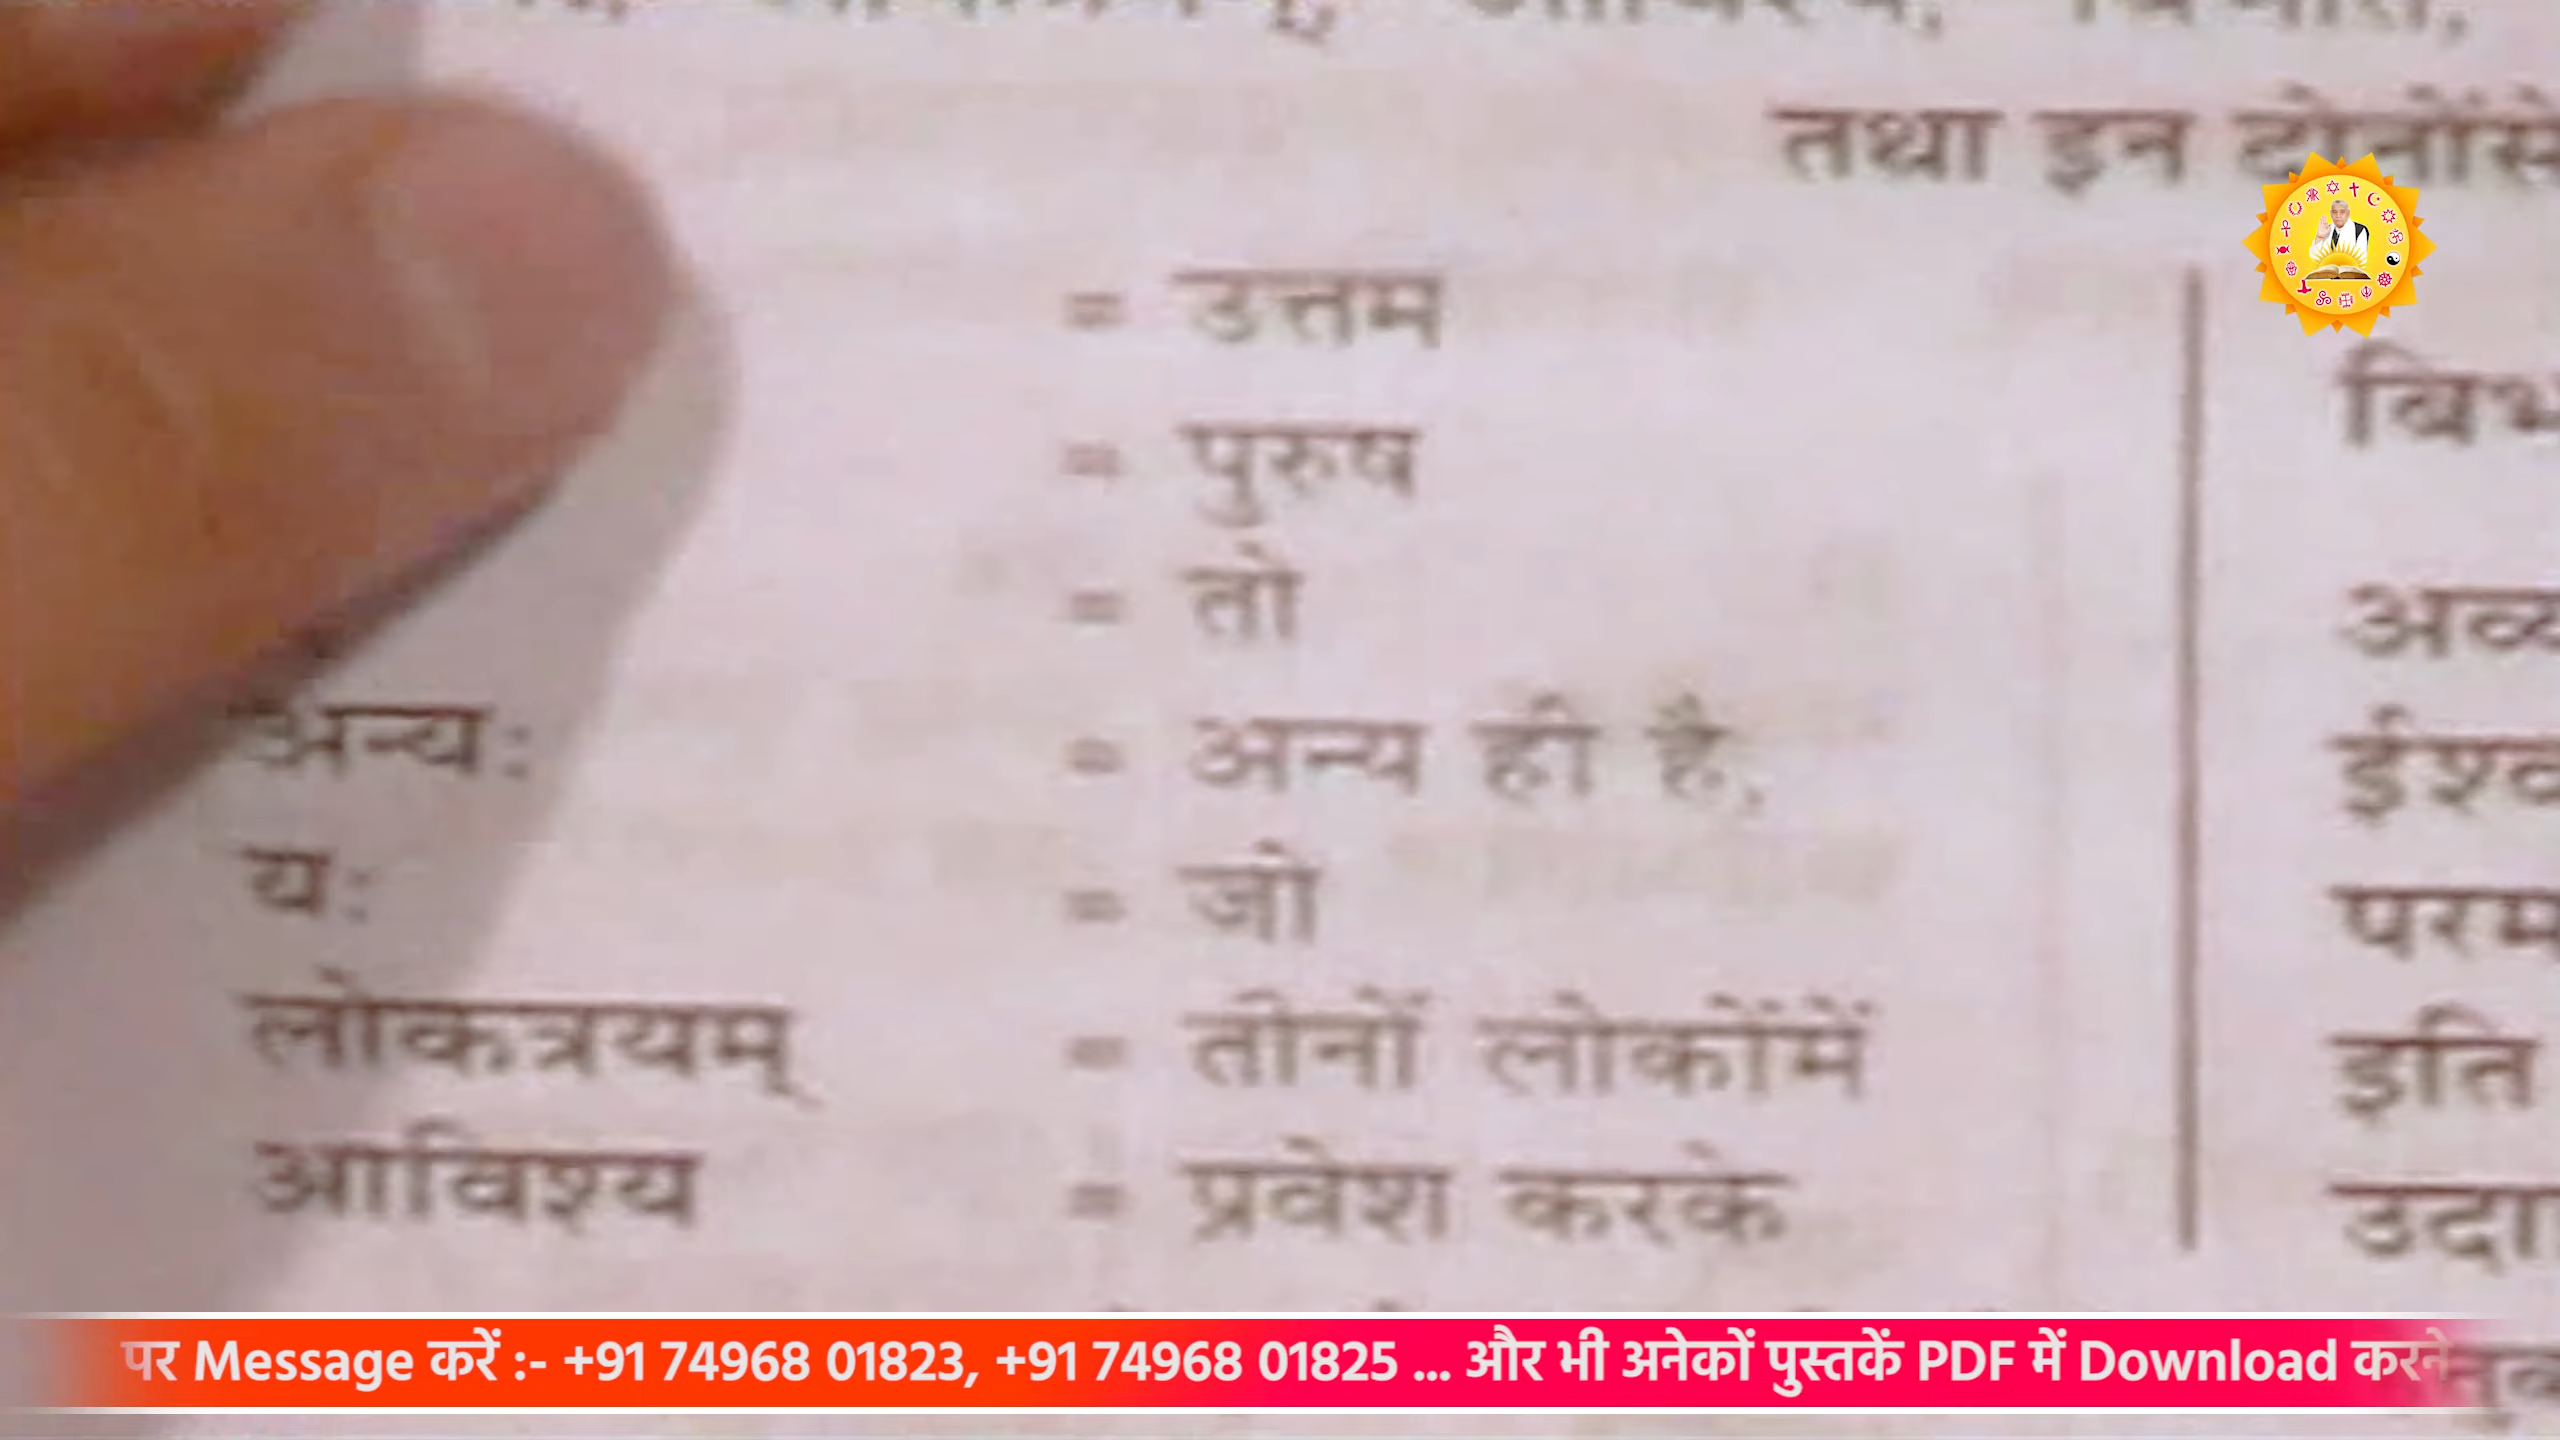 तथा इन दोनोंसे
= उत्तम
= पुरुष
= तो
अन्यः = अन्य ही है,
यः = जो
लोकत्रयम् = तीनों लोकोंमें
आविश्य = प्रवेश करके
इति
पर Message करें :- +91 74968 01823, +91 74968 01825 ... और भी अनेकों पुस्तकें PDF में Download करने